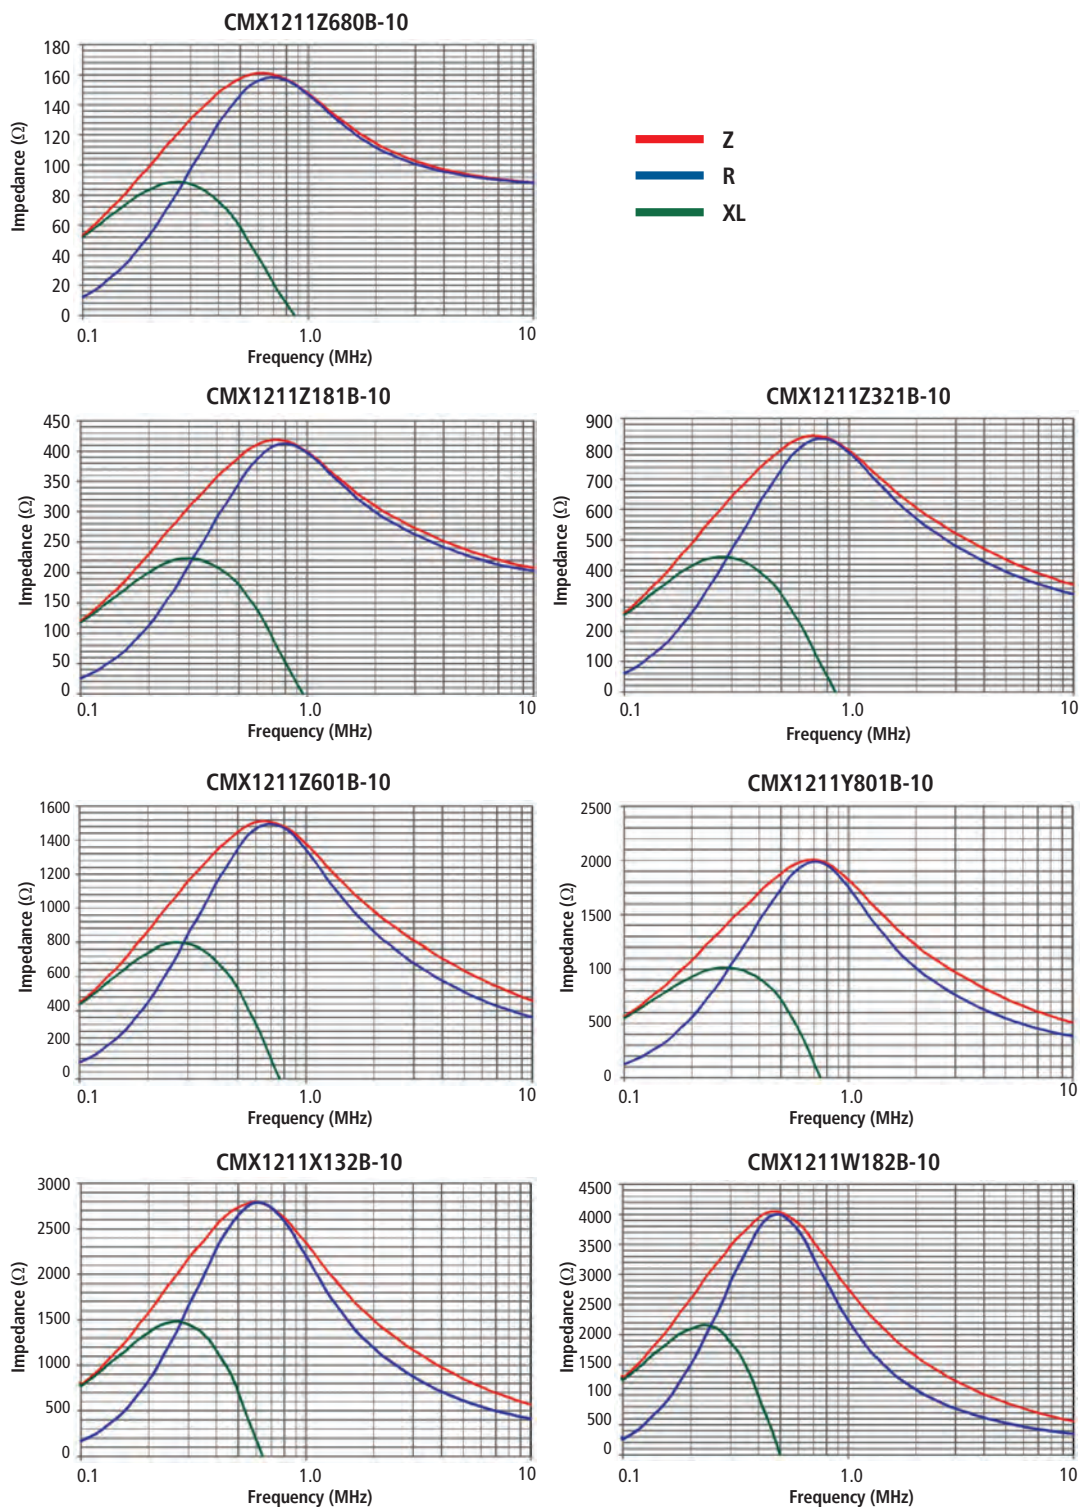 CMX1211Z680B-10
180
160
140
120
100
80
60
40
20
0
Impedance (Ω)
0.1 1.0 10
Frequency (MHz)
Z
R
XL
CMX1211Z181B-10
450
400
350
300
250
200
150
100
50
0
Impedance (Ω)
0.1 1.0 10
Frequency (MHz)
CMX1211Z321B-10
900
800
700
600
500
400
300
200
100
0
Impedance (Ω)
0.1 1.0 10
Frequency (MHz)
CMX1211Z601B-10
1600
1400
1200
1000
800
600
400
200
0
Impedance (Ω)
0.1 1.0 10
Frequency (MHz)
CMX1211Y801B-10
2500
2000
1500
100
500
0
Impedance (Ω)
0.1 1.0 10
Frequency (MHz)
CMX1211X132B-10
3000
2500
2000
1500
1000
500
0
Impedance (Ω)
0.1 1.0 10
Frequency (MHz)
CMX1211W182B-10
4500
4000
3500
3000
2500
2000
1500
100
500
0
Impedance (Ω)
0.1 1.0 10
Frequency (MHz)